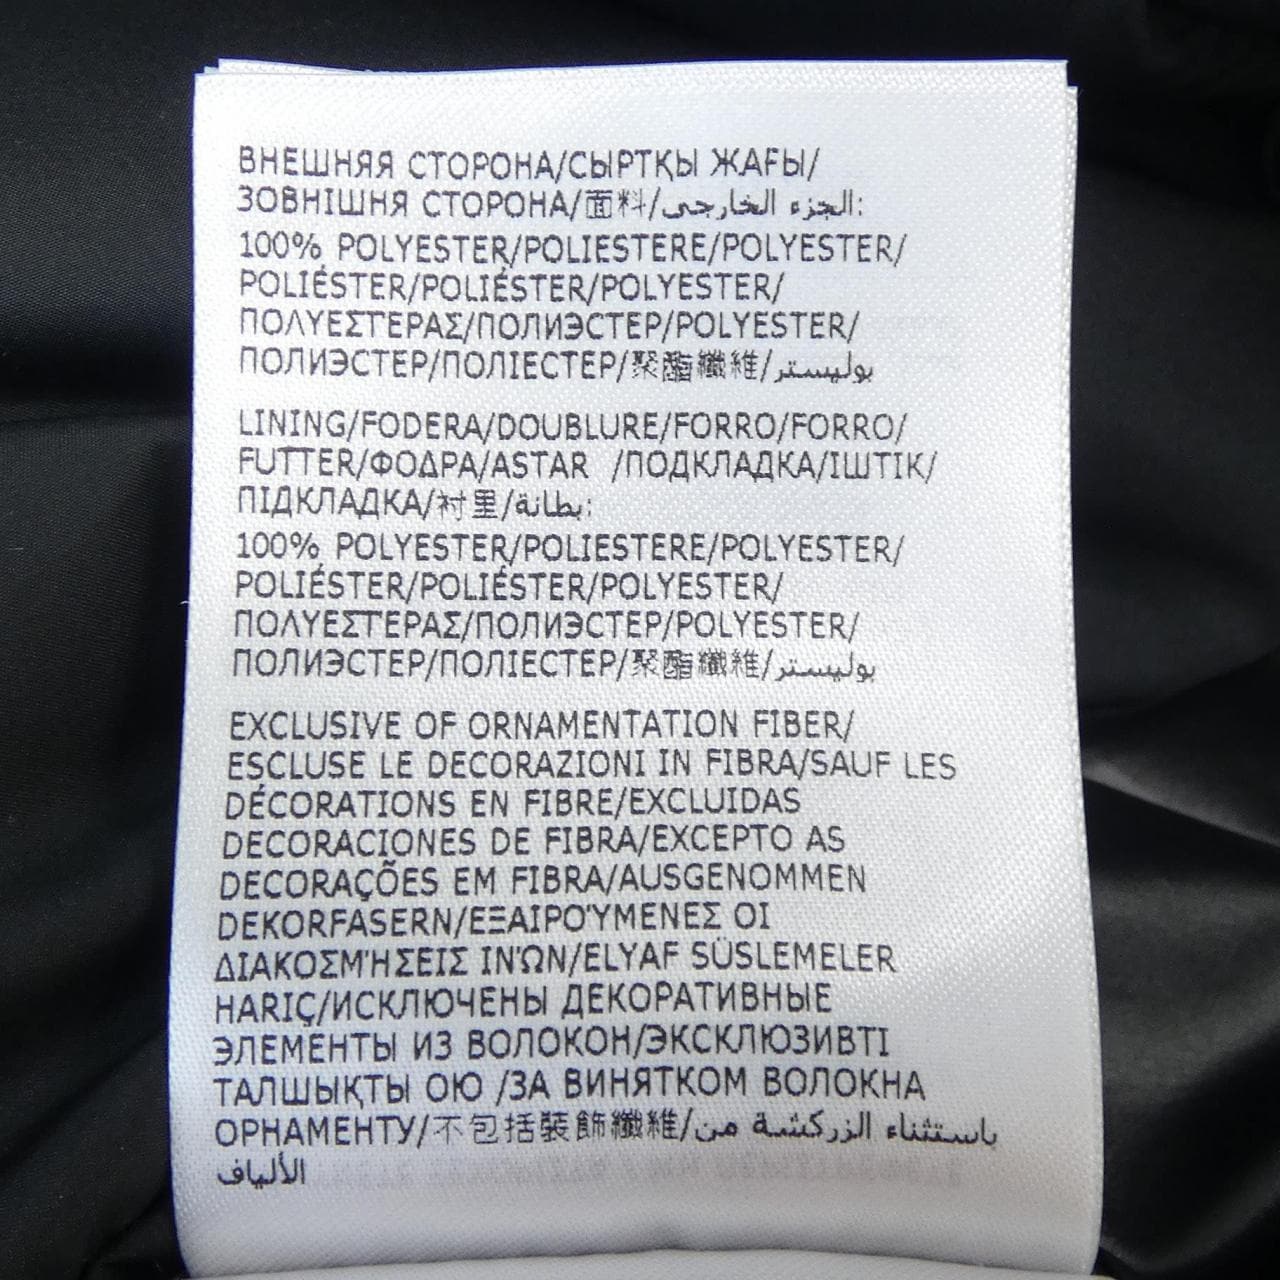 ВНЕШНЯЯ СТОРОНА/СЫРТҚЫ ЖАҒЫ/
ЗОВНІШНЯ СТОРОНА/面料/الجزء الخارجي:
100% POLYESTER/POLIESTERE/POLYESTER/
POLIÉSTER/POLIÉSTER/POLYESTER/
ΠΟΛΥΕΣΤΕΡΑΣ/ПОЛИЭСТЕР/POLYESTER/
ПОЛИЭСТЕР/ПОЛІЕСТЕР/聚酯纖維/بوليستر
LINING/FODERA/DOUBLURE/FORRO/FORRO/
FUTTER/ΦΟΔΡΑ/ASTAR /ПОДКЛАДКА/ІШТІК/
ПІДКЛАДКА/衬里/بطانة:
100% POLYESTER/POLIESTERE/POLYESTER/
POLIÉSTER/POLIÉSTER/POLYESTER/
ΠΟΛΥΕΣΤΕΡΑΣ/ПОЛИЭСТЕР/POLYESTER/
ПОЛИЭСТЕР/ПОЛІЕСТЕР/聚酯纖維/بوليستر
EXCLUSIVE OF ORNAMENTATION FIBER/
ESCLUSE LE DECORAZIONI IN FIBRA/SAUF LES
DÉCORATIONS EN FIBRE/EXCLUIDAS
DECORACIONES DE FIBRA/EXCEPTO AS
DECORAÇÕES EM FIBRA/AUSGENOMMEN
DEKORFASERN/ΕΞΑΙΡΟΎΜΕΝΕΣ ΟΙ
ΔΙΑΚΟΣΜΉΣΕΙΣ ΙΝΏΝ/ELYAF SÜSLEMELER
HARIÇ/ИСКЛЮЧЕНЫ ДЕКОРАТИВНЫЕ
ЭЛЕМЕНТЫ ИЗ ВОЛОКОН/ЭКСКЛЮЗИВТІ
ТАЛШЫҚТЫ ОЮ /ЗА ВИНЯТКОМ ВОЛОКНА
ОРНАМЕНТУ/不包括裝飾纖維/باستثناء الزركشة من
الألياف